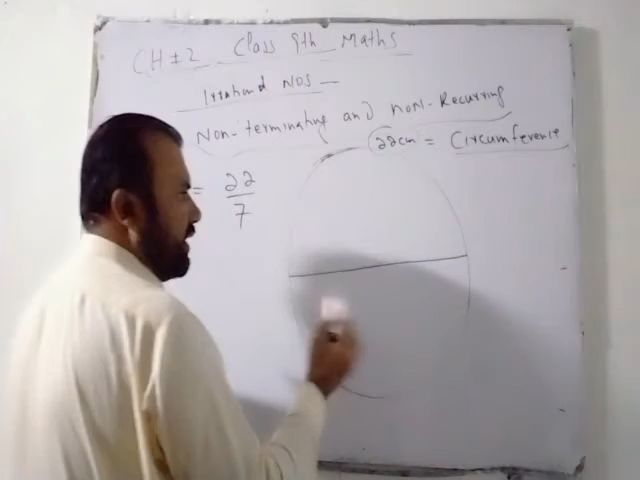 CH # 2 Class 9th Maths
Irrational NOS —
Non-terminating and NON-Recurring
22cm = Circumference
= 22/7